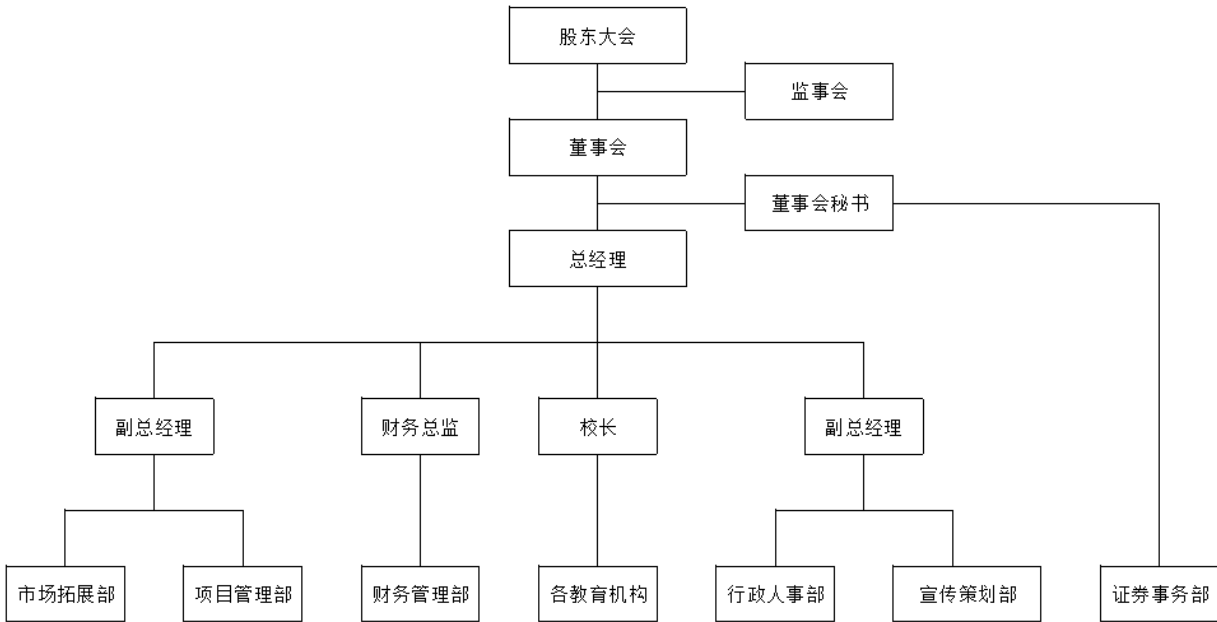 股东大会
监事会
董事会
董事会秘书
总经理
副总经理
财务总监
校长
副总经理
市场拓展部
项目管理部
财务管理部
各教育机构
行政人事部
宣传策划部
证券事务部